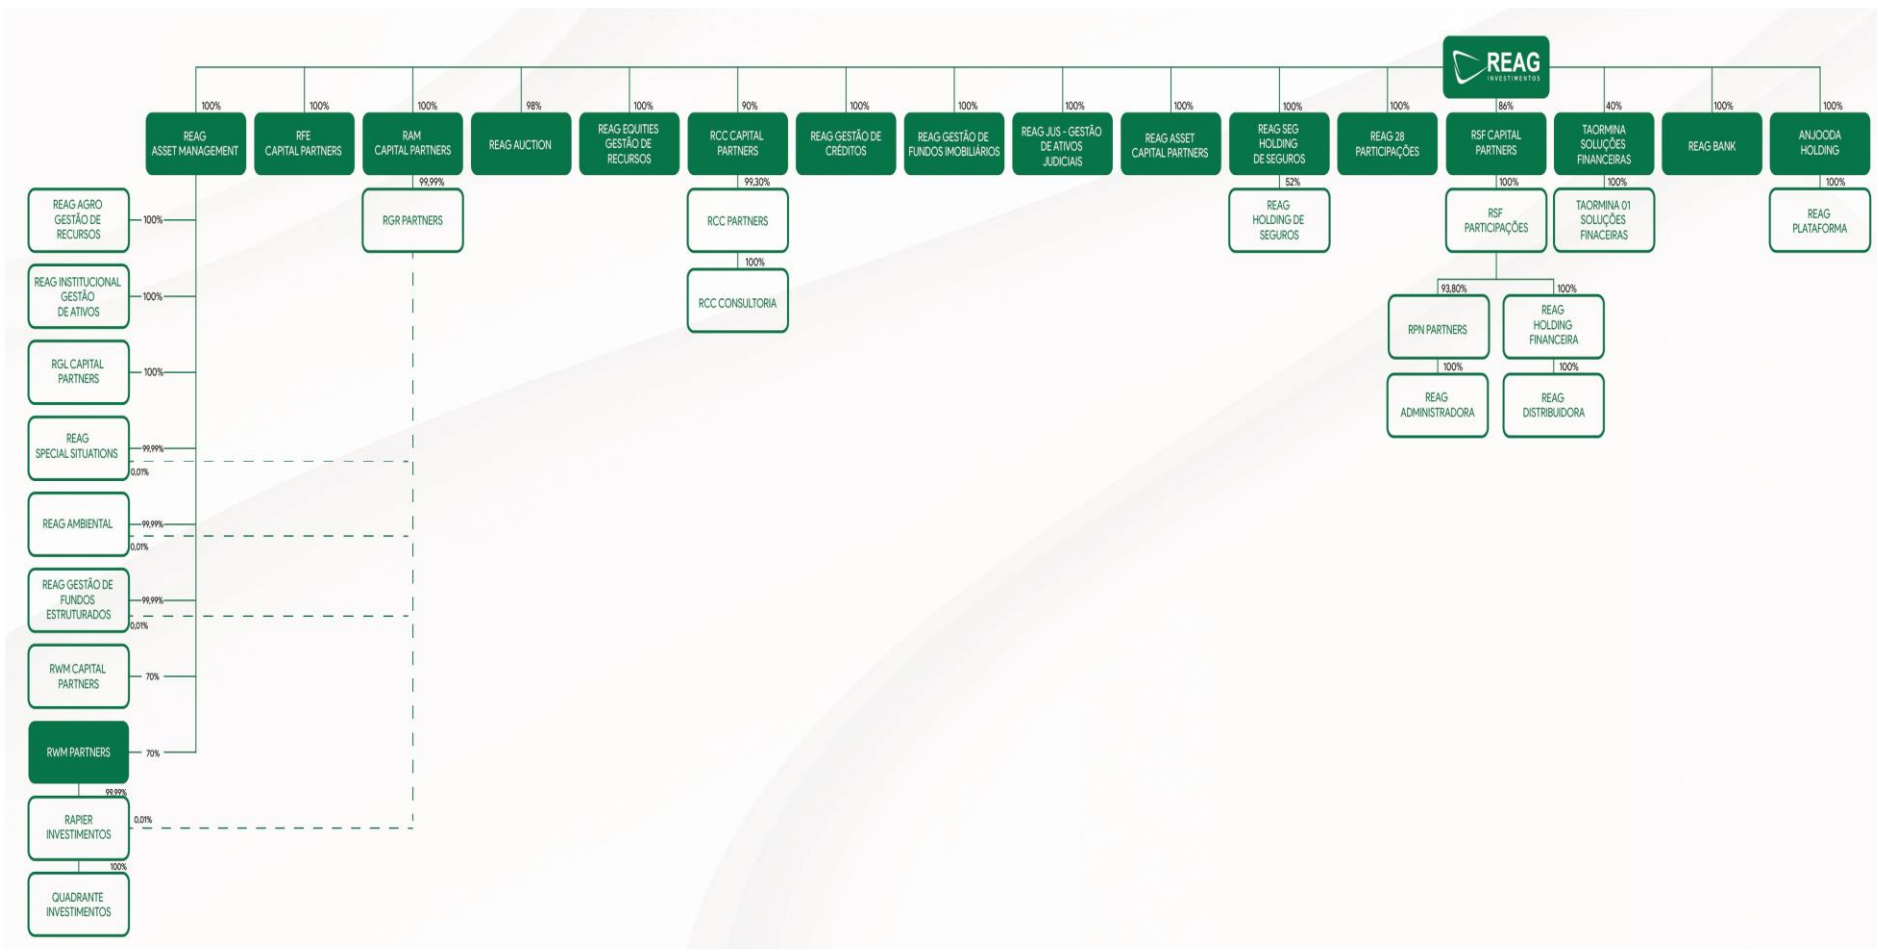 REAG
INVESTIMENTOS
100%
100%
100%
98%
100%
90%
100%
100%
100%
100%
100%
100%
86%
40%
100%
100%
REAG
ASSET MANAGEMENT
RFE
CAPITAL PARTNERS
RAM
CAPITAL PARTNERS
REAG AUCTION
REAG EQUITIES
GESTÃO DE
RECURSOS
RCC CAPITAL
PARTNERS
REAG GESTÃO DE
CRÉDITOS
REAG GESTÃO DE
FUNDOS IMOBILIÁRIOS
REAG JUS - GESTÃO
DE ATIVOS
JUDICIAIS
REAG ASSET
CAPITAL PARTNERS
REAG SEG
HOLDING
DE SEGUROS
REAG 28
PARTICIPAÇÕES
RSF CAPITAL
PARTNERS
TAORMINA
SOLUÇÕES
FINANCEIRAS
REAG BANK
ANJOODA
HOLDING
99,99%
99,30%
52%
100%
100%
100%
REAG AGRO
GESTÃO DE
RECURSOS
100%
RGR PARTNERS
RCC PARTNERS
REAG
HOLDING DE
SEGUROS
RSF
PARTICIPAÇÕES
TAORMINA 01
SOLUÇÕES
FINACEIRAS
REAG
PLATAFORMA
100%
REAG INSTITUCIONAL
GESTÃO
DE ATIVOS
100%
RCC CONSULTORIA
93,80%
100%
RPN PARTNERS
REAG
HOLDING
FINANCEIRA
RGL CAPITAL
PARTNERS
100%
100%
100%
REAG
ADMINISTRADORA
REAG
DISTRIBUIDORA
REAG
SPECIAL SITUATIONS
99,99%
0,01%
REAG AMBIENTAL
99,99%
0,01%
REAG GESTÃO DE
FUNDOS
ESTRUTURADOS
99,99%
0,01%
RWM CAPITAL
PARTNERS
70%
RWM PARTNERS
70%
99,99%
RAPIER
INVESTIMENTOS
0,01%
100%
QUADRANTE
INVESTIMENTOS